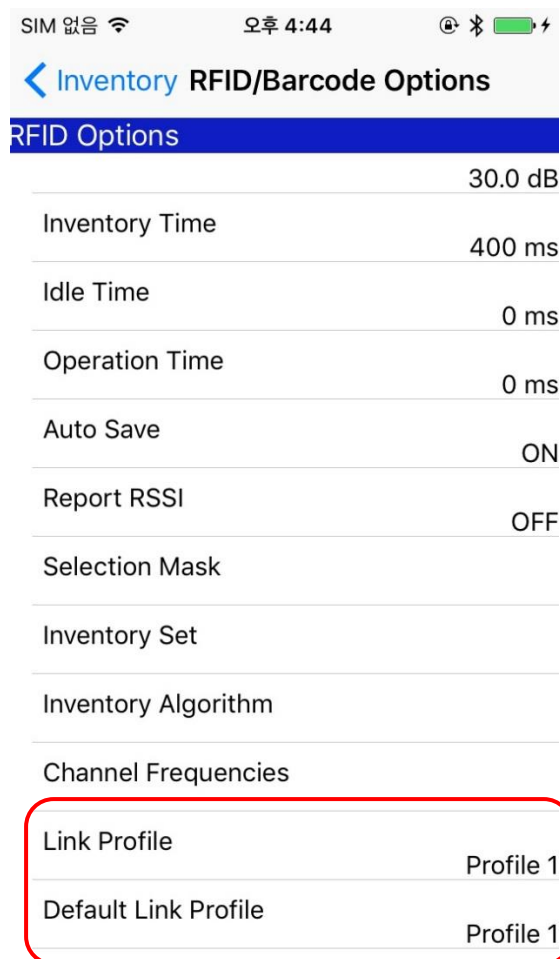 SIM 없음 오후 4:44
Inventory RFID/Barcode Options
RFID Options
30.0 dB
Inventory Time
400 ms
Idle Time
0 ms
Operation Time
0 ms
Auto Save
ON
Report RSSI
OFF
Selection Mask
Inventory Set
Inventory Algorithm
Channel Frequencies
Link Profile
Profile 1
Default Link Profile
Profile 1